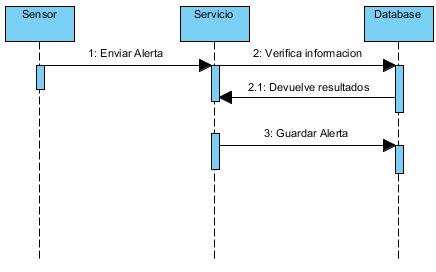 Sensor
Servicio
Database
1: Enviar Alerta
2: Verifica informacion
2.1: Devuelve resultados
3: Guardar Alerta